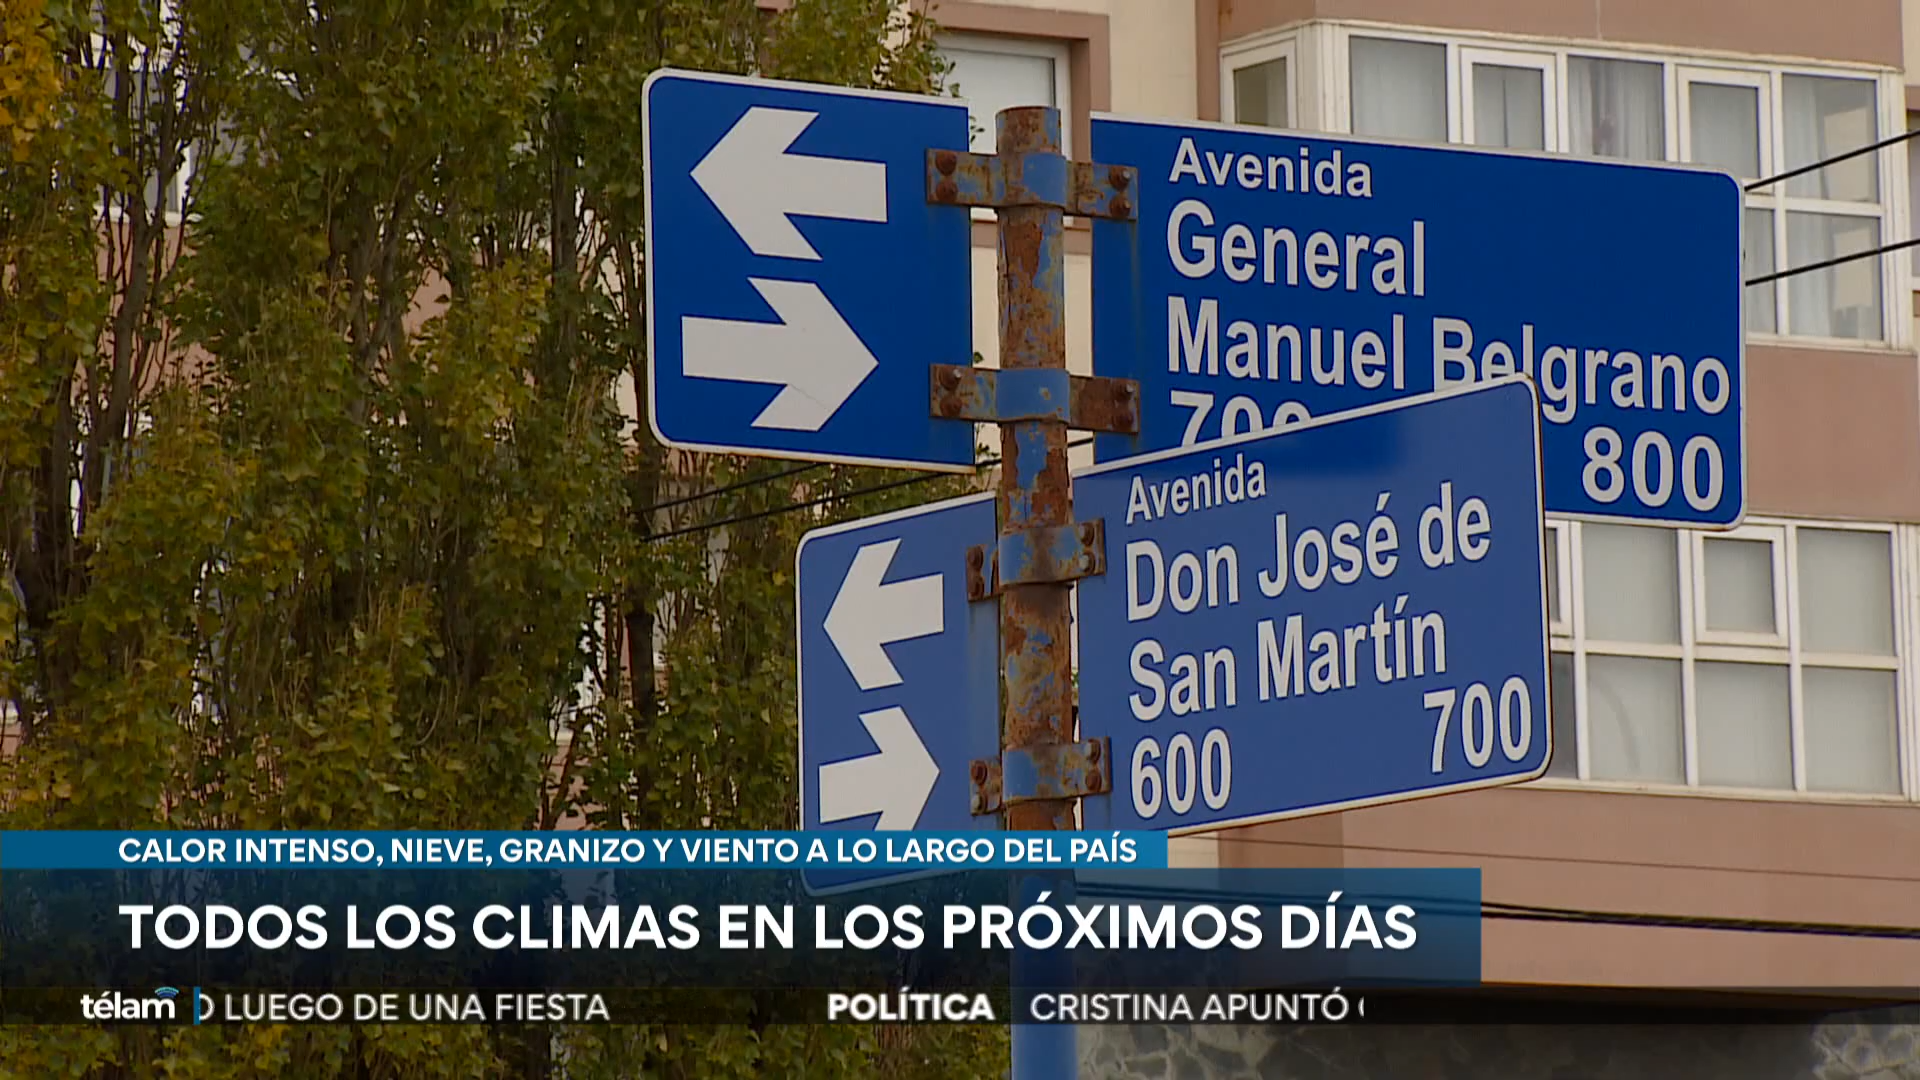 Avenida
General
Manuel Belgrano
700 800
Avenida
Don José de
San Martín
600 700
CALOR INTENSO, NIEVE, GRANIZO Y VIENTO A LO LARGO DEL PAÍS
TODOS LOS CLIMAS EN LOS PRÓXIMOS DÍAS
télam LUEGO DE UNA FIESTA POLÍTICA CRISTINA APUNTÓ